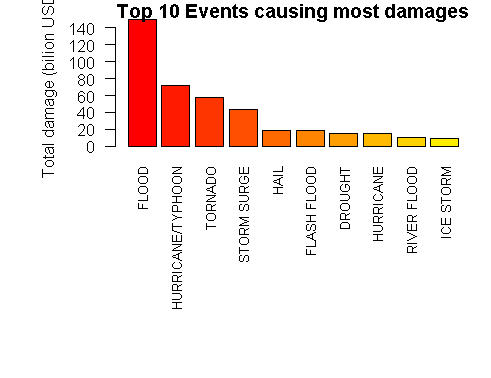 Top 10 Events causing most damages
Total damage (bilion USD
140
120
100
80
60
40
20
0
FLOOD
HURRICANE/TYPHOON
TORNADO
STORM SURGE
HAIL
FLASH FLOOD
DROUGHT
HURRICANE
RIVER FLOOD
ICE STORM